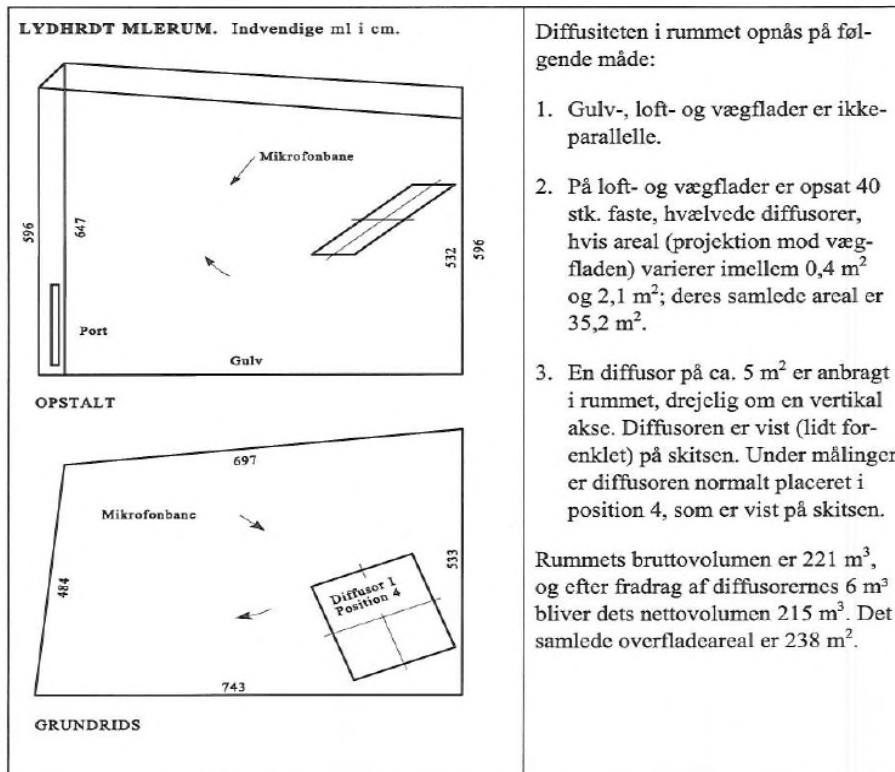 LYDHRDT MLERUM. Indvendige ml i cm.
Mikrofonbane
596
647
532
596
Port
Gulv
OPSTALT
697
Mikrofonbane
484
533
Diffusor 1
Position 4
743
GRUNDRIDS
Diffusiteten i rummet opnås på føl-
gende måde:
1. Gulv-, loft- og vægflader er ikke-
parallelle.
2. På loft- og vægflader er opsat 40
stk. faste, hvælvede diffusorer,
hvis areal (projektion mod væg-
fladen) varierer imellem 0,4 m²
og 2,1 m²; deres samlede areal er
35,2 m².
3. En diffusor på ca. 5 m² er anbragt
i rummet, drejelig om en vertikal
akse. Diffusoren er vist (lidt for-
enklet) på skitsen. Under målinger
er diffusoren normalt placeret i
position 4, som er vist på skitsen.
Rummets bruttovolumen er 221 m³,
og efter fradrag af diffusorernes 6 m³
bliver dets nettovolumen 215 m³. Det
samlede overfladeareal er 238 m².